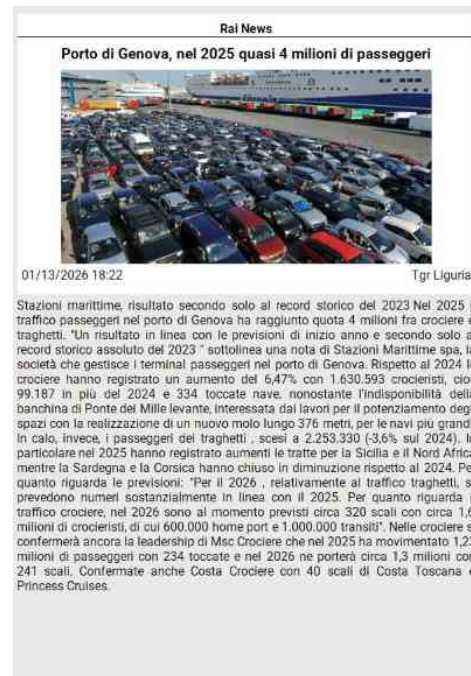 Rai News
Porto di Genova, nel 2025 quasi 4 milioni di passeggeri
01/13/2026 18:22
Tgr Liguria
Stazioni marittime, risultato secondo solo al record storico del 2023 Nel 2025
traffico passeggeri nel porto di Genova ha raggiunto quota 4 milioni fra crociere e
traghetti. "Un risultato in linea con le previsioni di inizio anno e secondo solo a
record storico assoluto del 2023 " sottolinea una nota di Stazioni Marittime spa, la
società che gestisce i terminal passeggeri nel porto di Genova. Rispetto al 2024 le
crociere hanno registrato un aumento del 6,47% con 1.630.593 crocieristi, cio
99.187 in più del 2024 e 334 toccate nave, nonostante l'indisponibilità della
banchina di Ponte dei Mille levante, interessata dai lavori per il potenziamento deg
spazi con la realizzazione di un nuovo molo lungo 376 metri, per le navi più grandi
In calo, invece, i passeggeri dei traghetti , scesi a 2.253.330 (-3,6% sul 2024). I
particolare nel 2025 hanno registrato aumenti le tratte per la Sicilia e il Nord Africa
mentre la Sardegna e la Corsica hanno chiuso in diminuzione rispetto al 2024. Pe
quanto riguarda le previsioni: "Per il 2026 , relativamente al traffico traghetti, s
prevedono numeri sostanzialmente in linea con il 2025. Per quanto riguarda i
traffico crociere, nel 2026 sono al momento previsti circa 320 scali con circa 1,6
milioni di crocieristi, di cui 600.000 home port e 1.000.000 transiti". Nelle crociere s
confermerà ancora la leadership di Msc Crociere che nel 2025 ha movimentato 1,23
milioni di passeggeri con 234 toccate e nel 2026 ne porterà circa 1,3 milioni con
241 scali. Confermate anche Costa Crociere con 40 scali di Costa Toscana e
Princess Cruises.